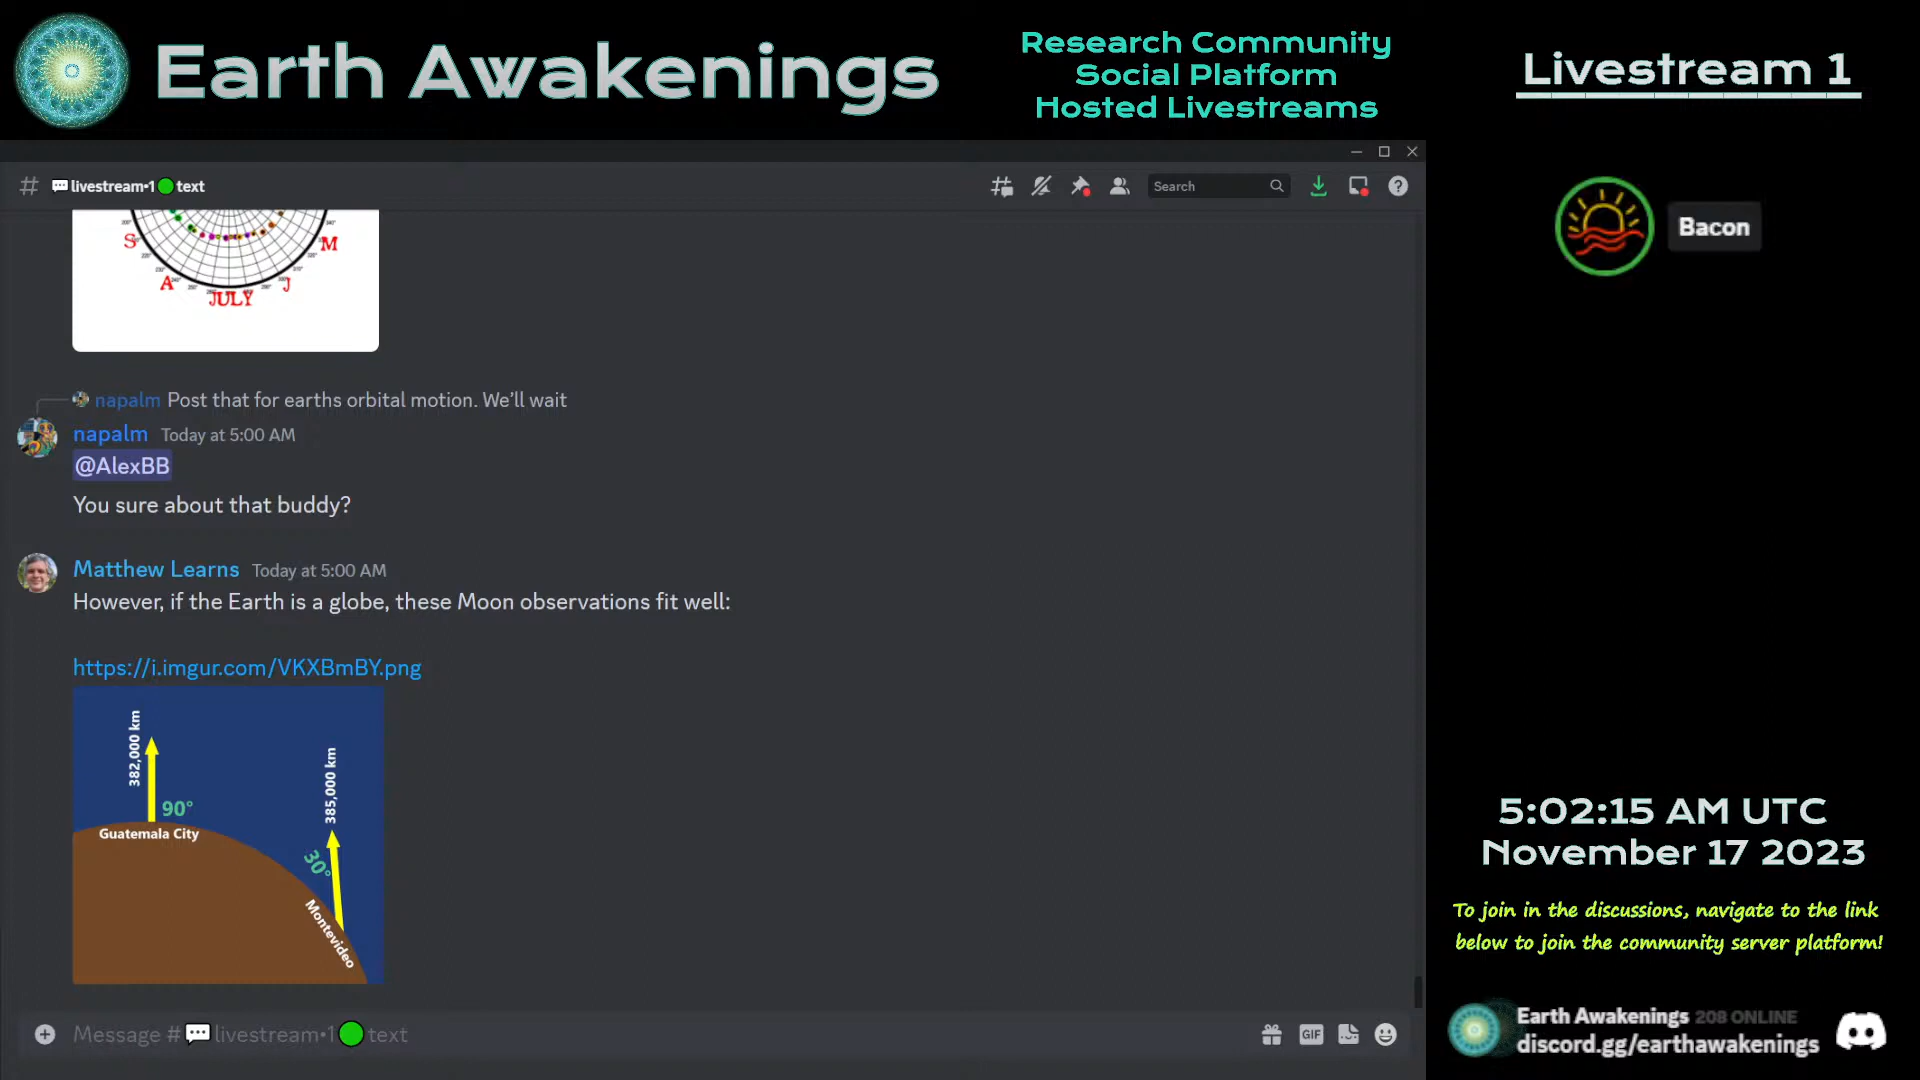 Earth Awakenings
Research Community
Social Platform
Hosted Livestreams
Livestream 1
livestream•1 text
Search
Bacon
S
M
A
JULY
J
napalm Post that for earths orbital motion. We’ll wait
napalm Today at 5:00 AM
@AlexBB
You sure about that buddy?
Matthew Learns Today at 5:00 AM
However, if the Earth is a globe, these Moon observations fit well:
https://i.imgur.com/VKXBmBY.png
382,000 km
90°
Guatemala City
385,000 km
30°
Montevideo
Message # livestream•1 text
GIF
5:02:15 AM UTC
November 17 2023
To join in the discussions, navigate to the link
below to join the community server platform!
Earth Awakenings 208 ONLINE
discord.gg/earthawakenings